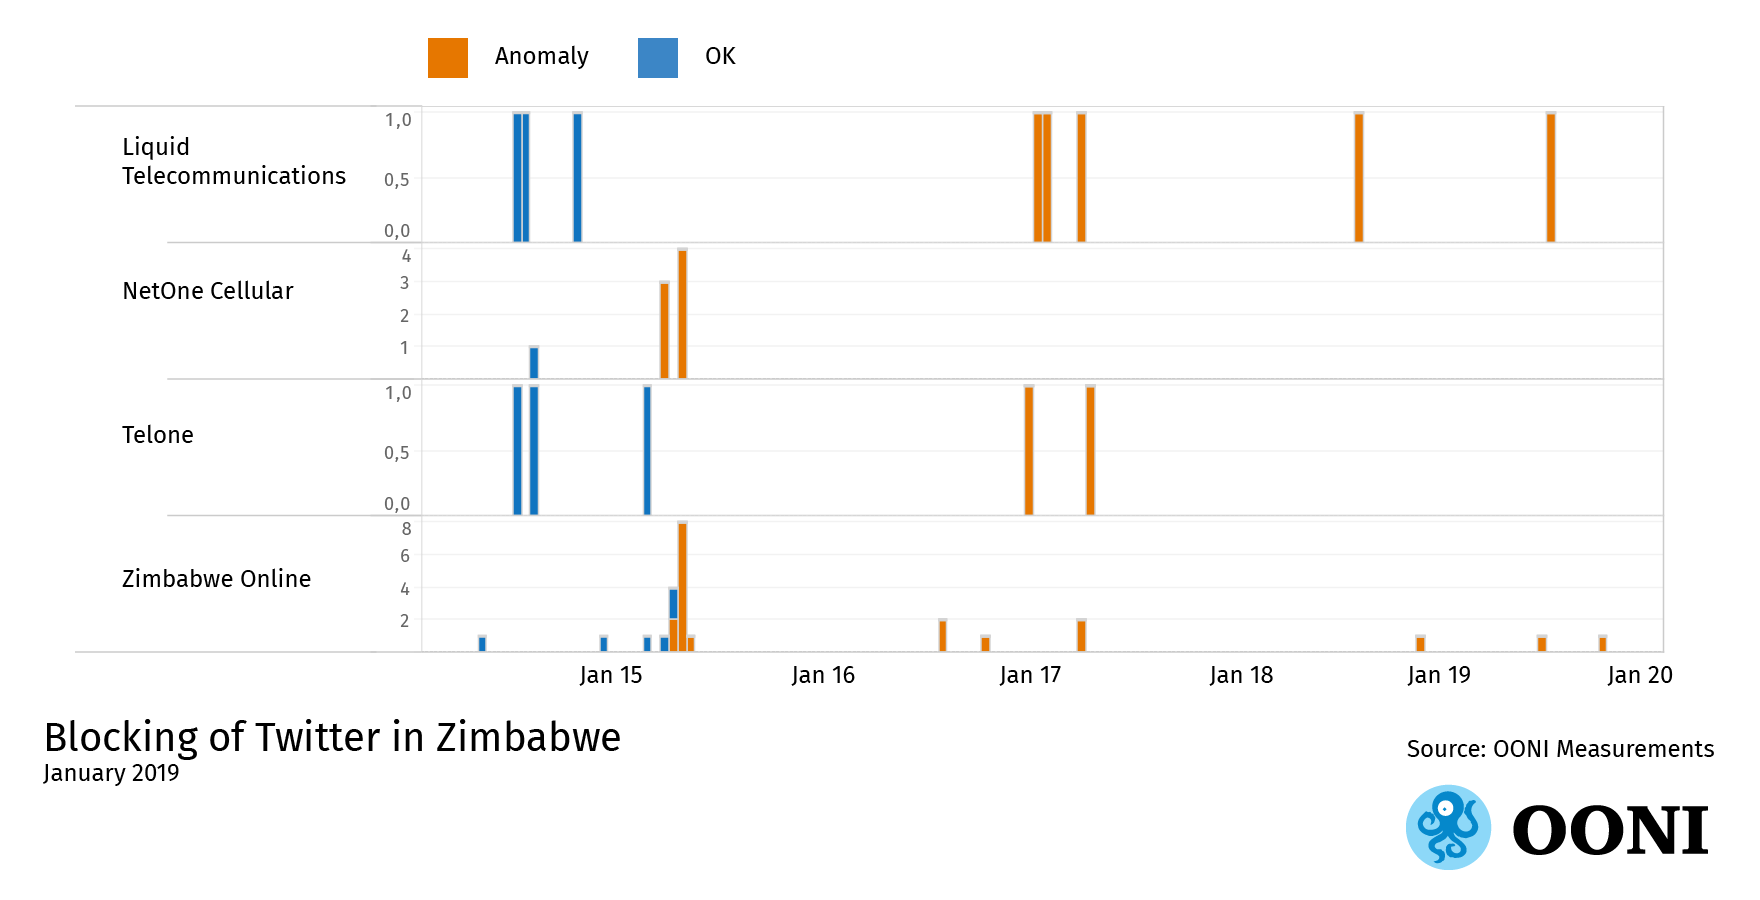 Anomaly OK
Liquid
Telecommunications
1,0
0,5
0,0
NetOne Cellular
4
3
2
1
Telone
1,0
0,5
0,0
Zimbabwe Online
8
6
4
2
Jan 15 Jan 16 Jan 17 Jan 18 Jan 19 Jan 20
Blocking of Twitter in Zimbabwe
January 2019
Source: OONI Measurements
OONI